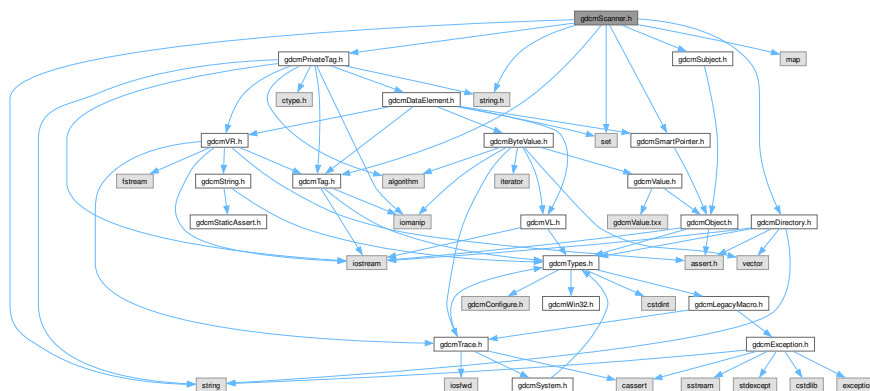 gdcmScanner.h
gdcmPrivateTag.h
gdcmSubject.h
map
ctype.h
gdcmDataElement.h
string.h
gdcmVR.h
gdcmByteValue.h
set
gdcmSmartPointer.h
fstream
gdcmString.h
gdcmTag.h
algorithm
iterator
gdcmValue.h
gdcmStaticAssert.h
iomanip
gdcmVL.h
gdcmValue.txx
gdcmObject.h
gdcmDirectory.h
iostream
gdcmTypes.h
assert.h
vector
gdcmConfigure.h
gdcmWin32.h
cstdint
gdcmLegacyMacro.h
gdcmTrace.h
gdcmException.h
string
iosfwd
gdcmSystem.h
cassert
sstream
stdexcept
cstdlib
exception